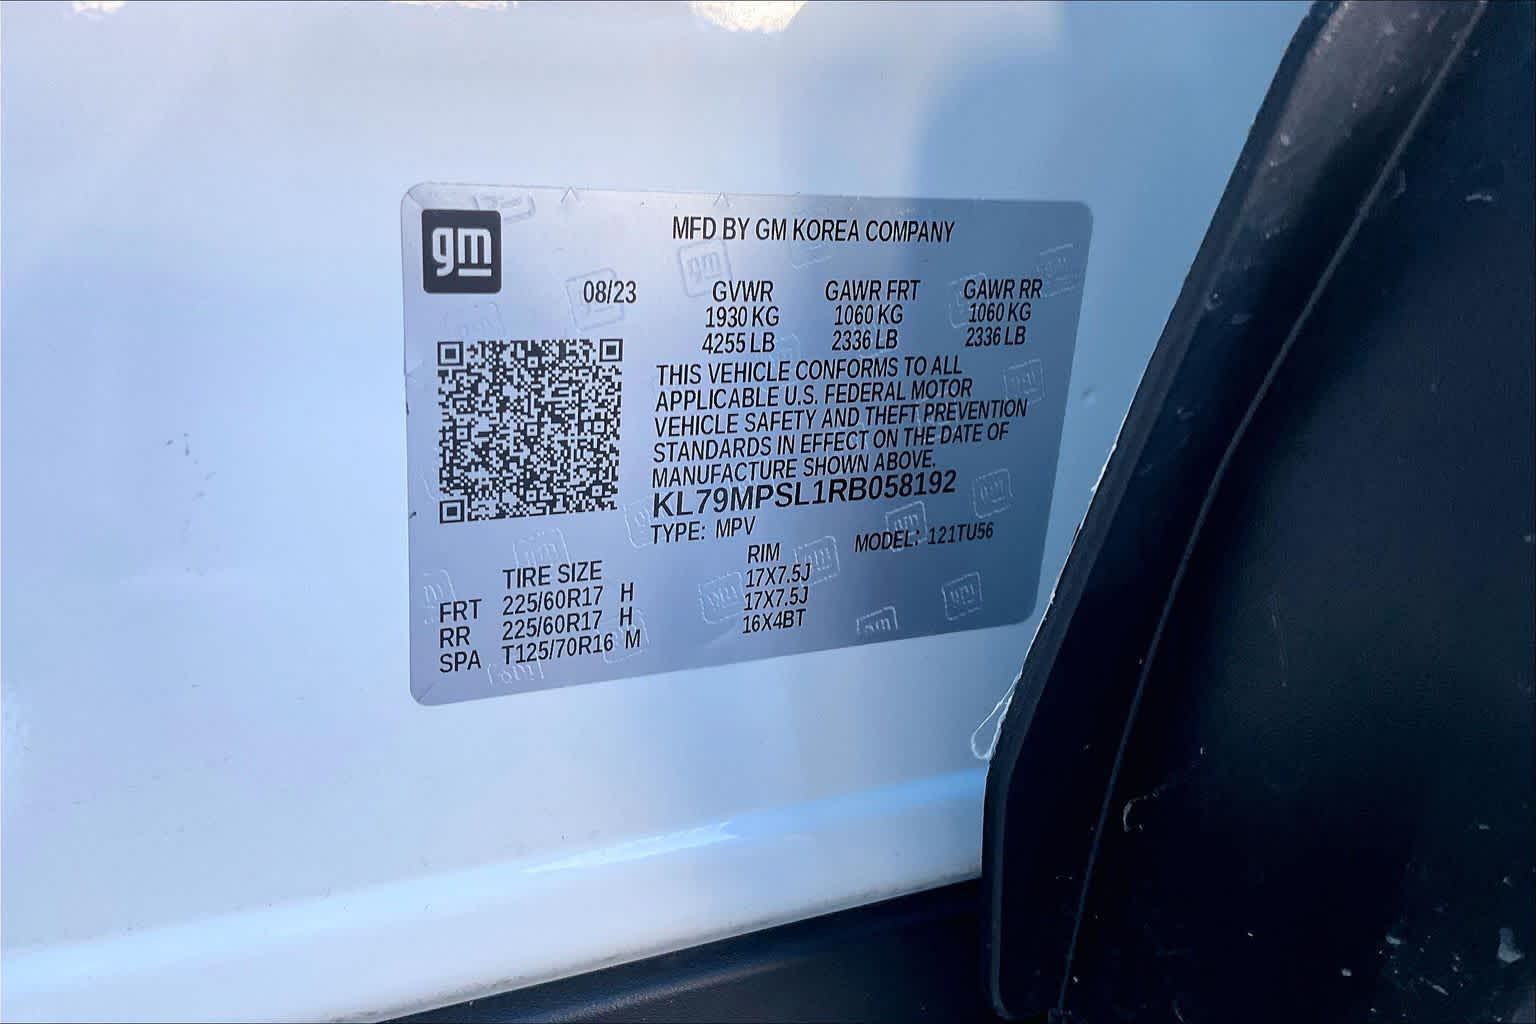 gm
MFD BY GM KOREA COMPANY
08/23 GVWR GAWR FRT GAWR RR
1930 KG 1060 KG 1060 KG
4255 LB 2336 LB 2336 LB
THIS VEHICLE CONFORMS TO ALL
APPLICABLE U.S. FEDERAL MOTOR
VEHICLE SAFETY AND THEFT PREVENTION
STANDARDS IN EFFECT ON THE DATE OF
MANUFACTURE SHOWN ABOVE.
KL79MPSL1RB058192
TYPE: MPV MODEL: 121TU56
TIRE SIZE RIM
FRT 225/60R17 H 17X7.5J
RR 225/60R17 H 17X7.5J
SPA T125/70R16 M 16X4BT